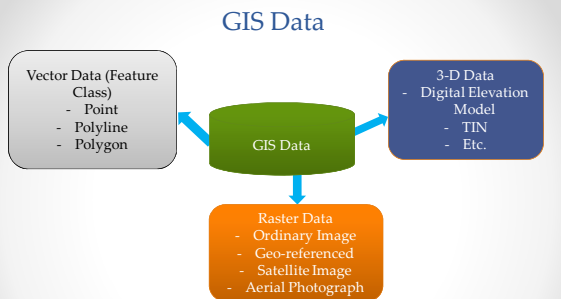 GIS Data
Vector Data (Feature
Class)
- Point
- Polyline
- Polygon
GIS Data
3-D Data
- Digital Elevation
Model
- TIN
- Etc.
Raster Data
- Ordinary Image
- Geo-referenced
- Satellite Image
- Aerial Photograph